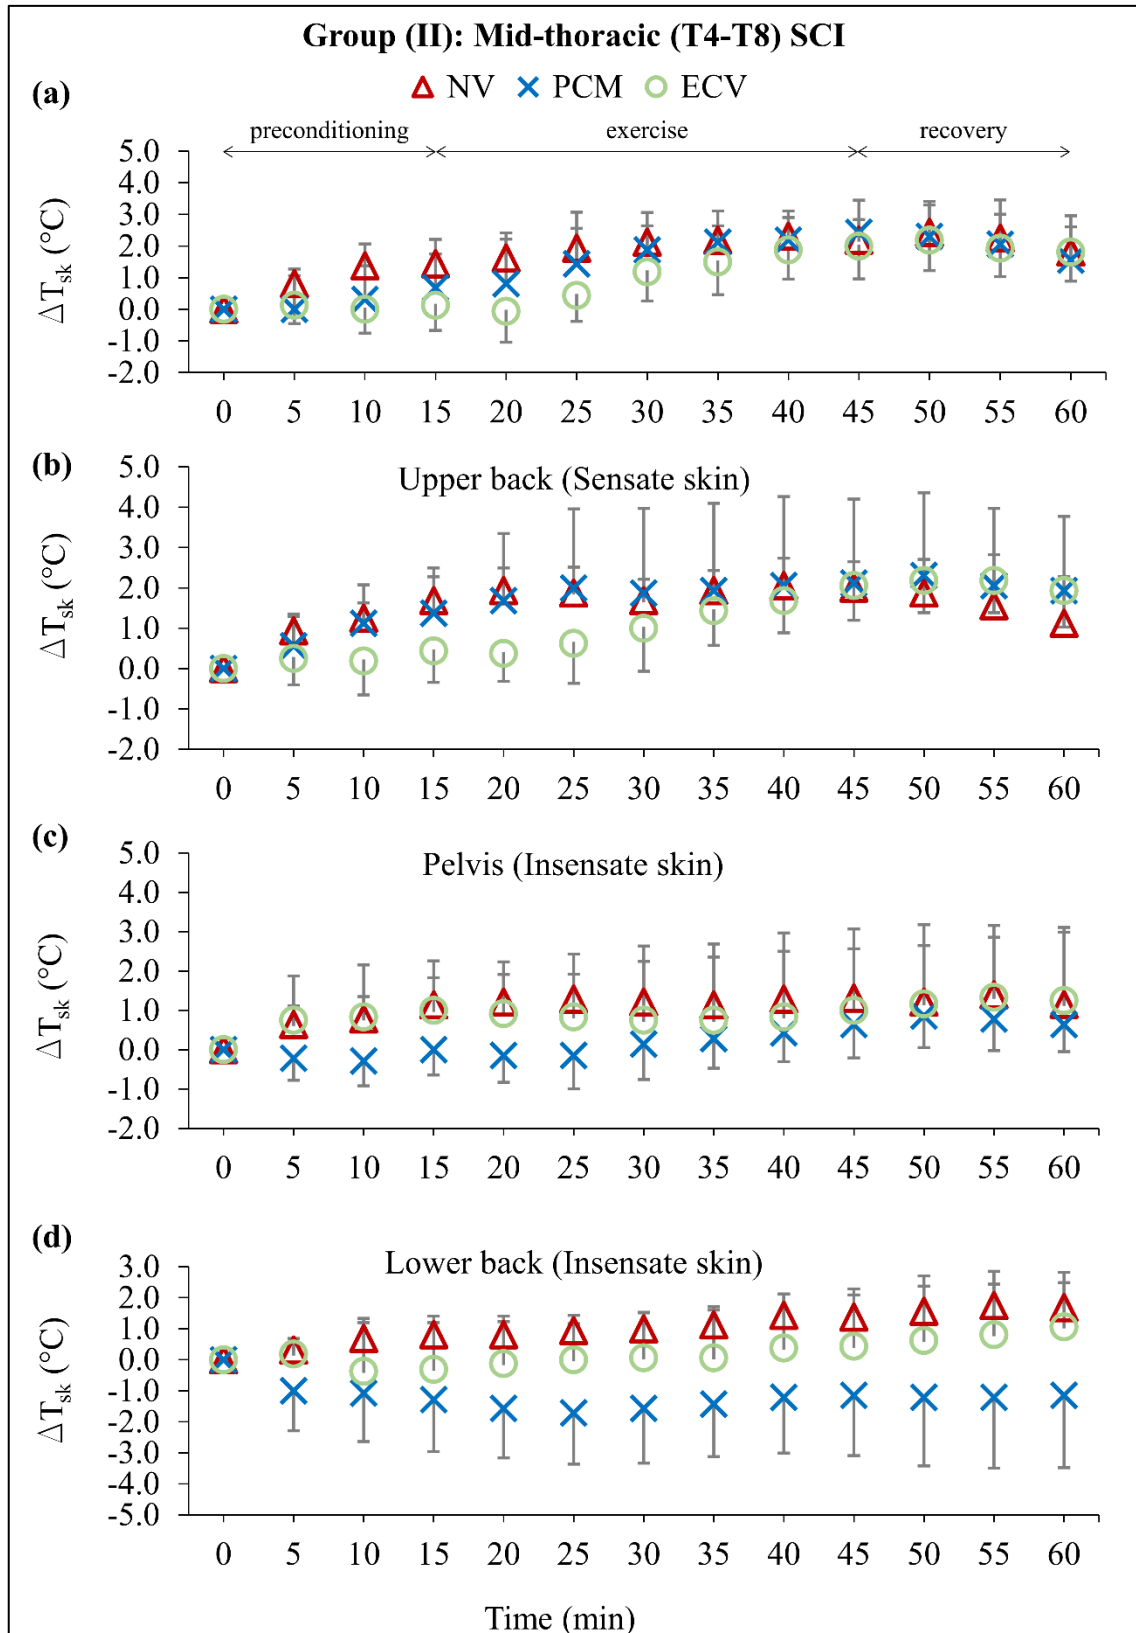 Group (II): Mid-thoracic (T4-T8) SCI
(a)
NV PCM ECV
preconditioning exercise recovery
5.0
4.0
3.0
2.0
1.0
0.0
-1.0
-2.0
ΔTsk (°C)
0 5 10 15 20 25 30 35 40 45 50 55 60
(b)
Upper back (Sensate skin)
5.0
4.0
3.0
2.0
1.0
0.0
-1.0
-2.0
ΔTsk (°C)
0 5 10 15 20 25 30 35 40 45 50 55 60
(c)
Pelvis (Insensate skin)
5.0
4.0
3.0
2.0
1.0
0.0
-1.0
-2.0
ΔTsk (°C)
0 5 10 15 20 25 30 35 40 45 50 55 60
(d)
Lower back (Insensate skin)
3.0
2.0
1.0
0.0
-1.0
-2.0
-3.0
-4.0
-5.0
ΔTsk (°C)
0 5 10 15 20 25 30 35 40 45 50 55 60
Time (min)